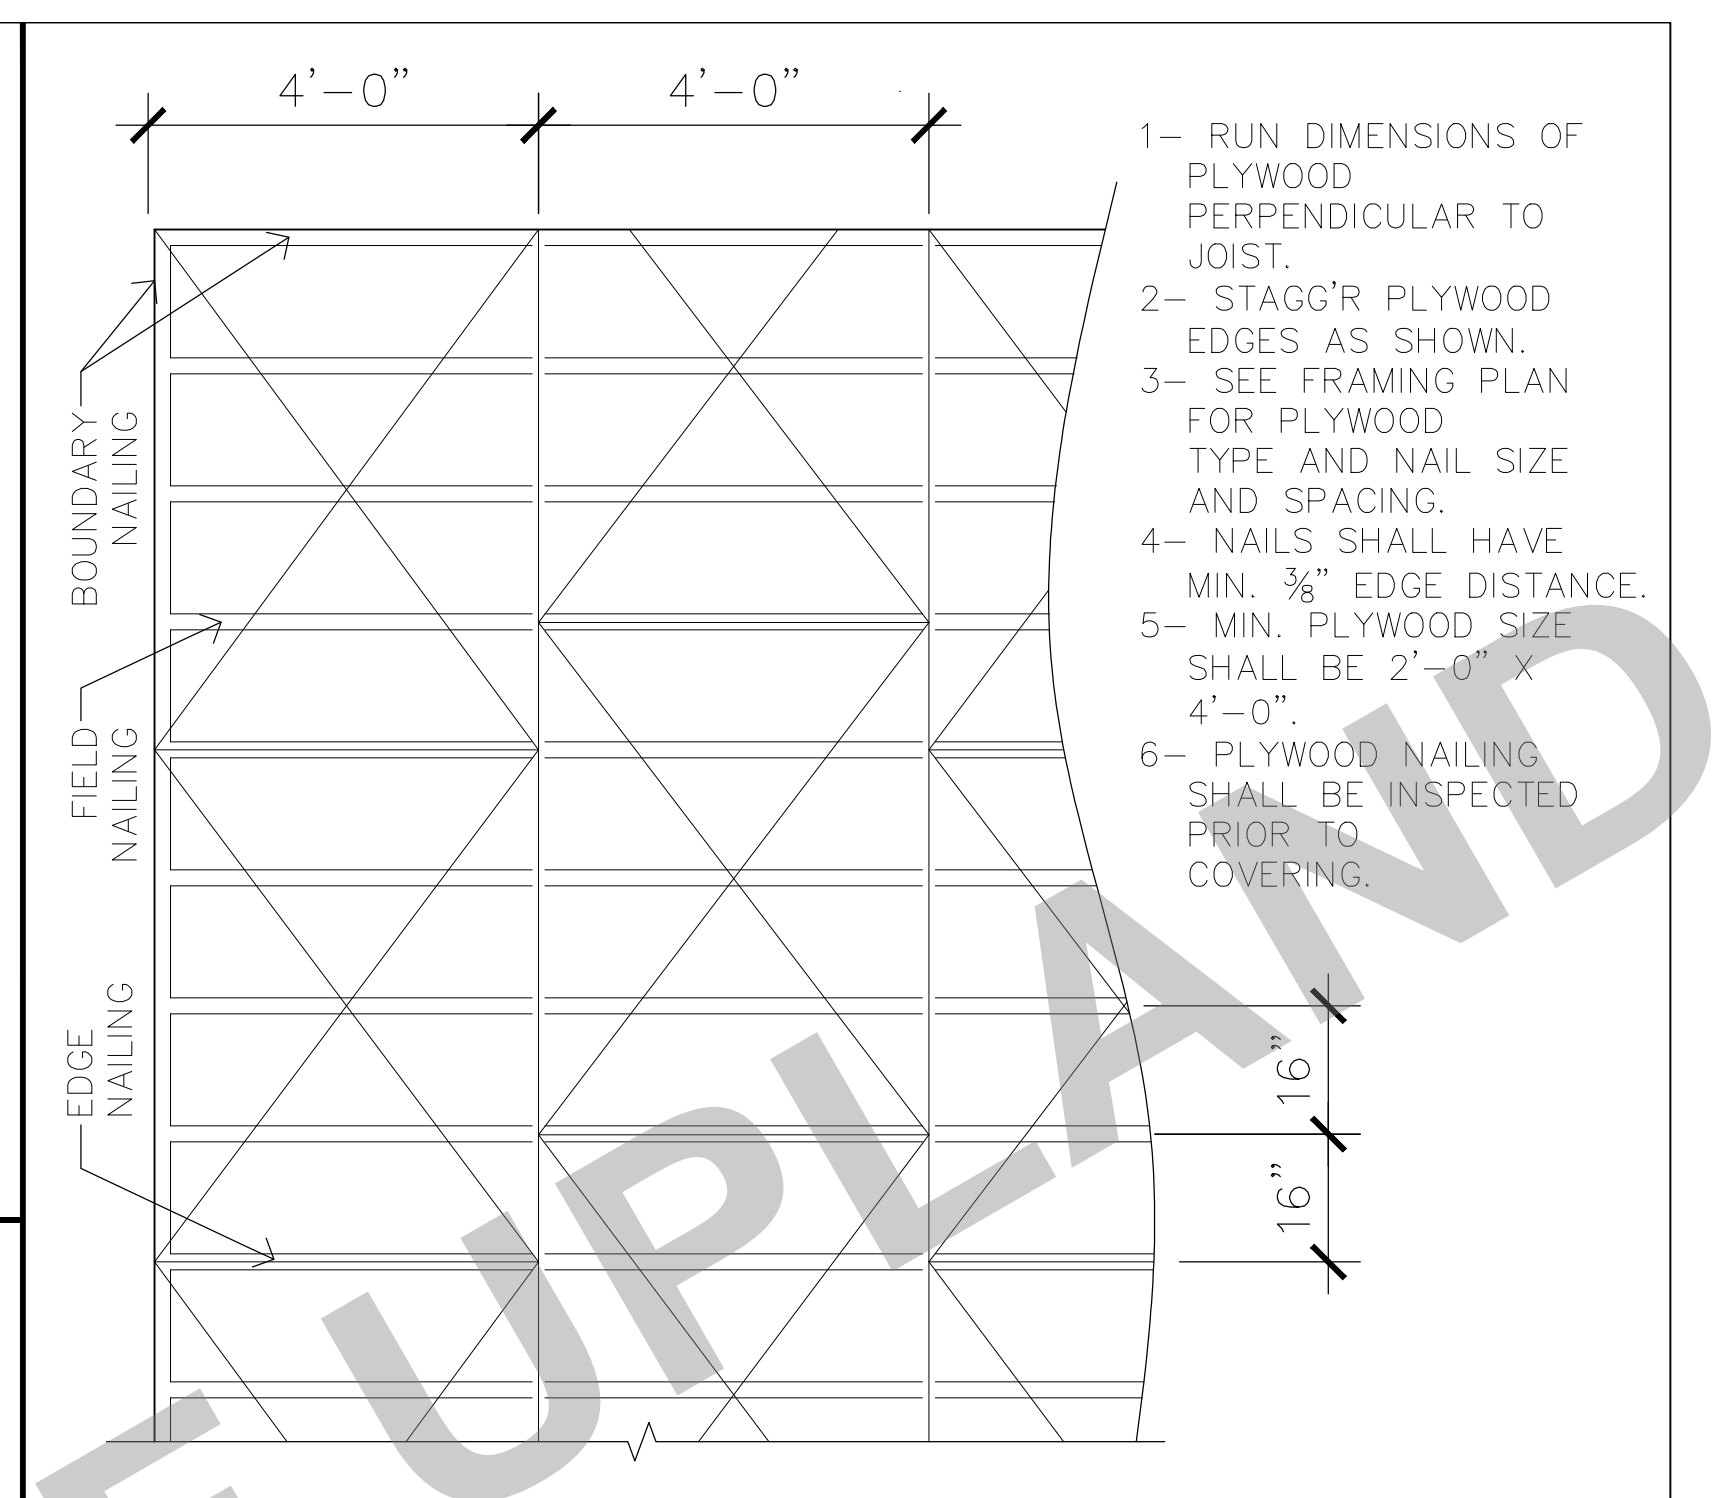 4'-0" 4'-0"
1- RUN DIMENSIONS OF
PLYWOOD
PERPENDICULAR TO
JOIST.
2- STAGG'R PLYWOOD
EDGES AS SHOWN.
3- SEE FRAMING PLAN
FOR PLYWOOD
TYPE AND NAIL SIZE
AND SPACING.
4- NAILS SHALL HAVE
MIN. ⅜" EDGE DISTANCE.
5- MIN. PLYWOOD SIZE
SHALL BE 2'-0" X
4'-0".
6- PLYWOOD NAILING
SHALL BE INSPECTED
PRIOR TO
COVERING.
BOUNDARY
NAILING
FIELD
NAILING
EDGE
NAILING
16"
16"
UPLAND